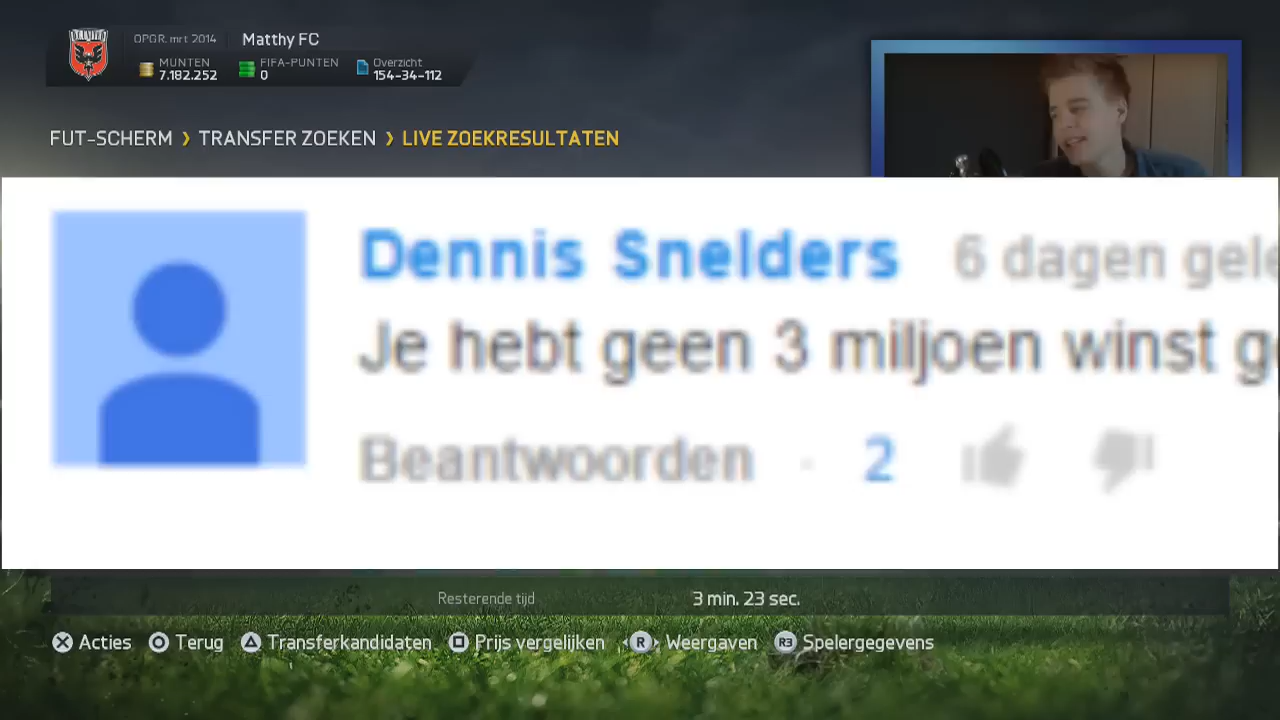 OPGR. mrt 2014
Matthy FC
MUNTEN
7.182.252
FIFA-PUNTEN
0
Overzicht
154-34-112
FUT-SCHERM > TRANSFER ZOEKEN > LIVE ZOEKRESULTATEN
Dennis Snelders 6 dagen gele
Je hebt geen 3 miljoen winst g
Beantwoorden · 2
Resterende tijd 3 min. 23 sec.
Acties Terug Transferkandidaten Prijs vergelijken R Weergaven R3 Spelergegevens